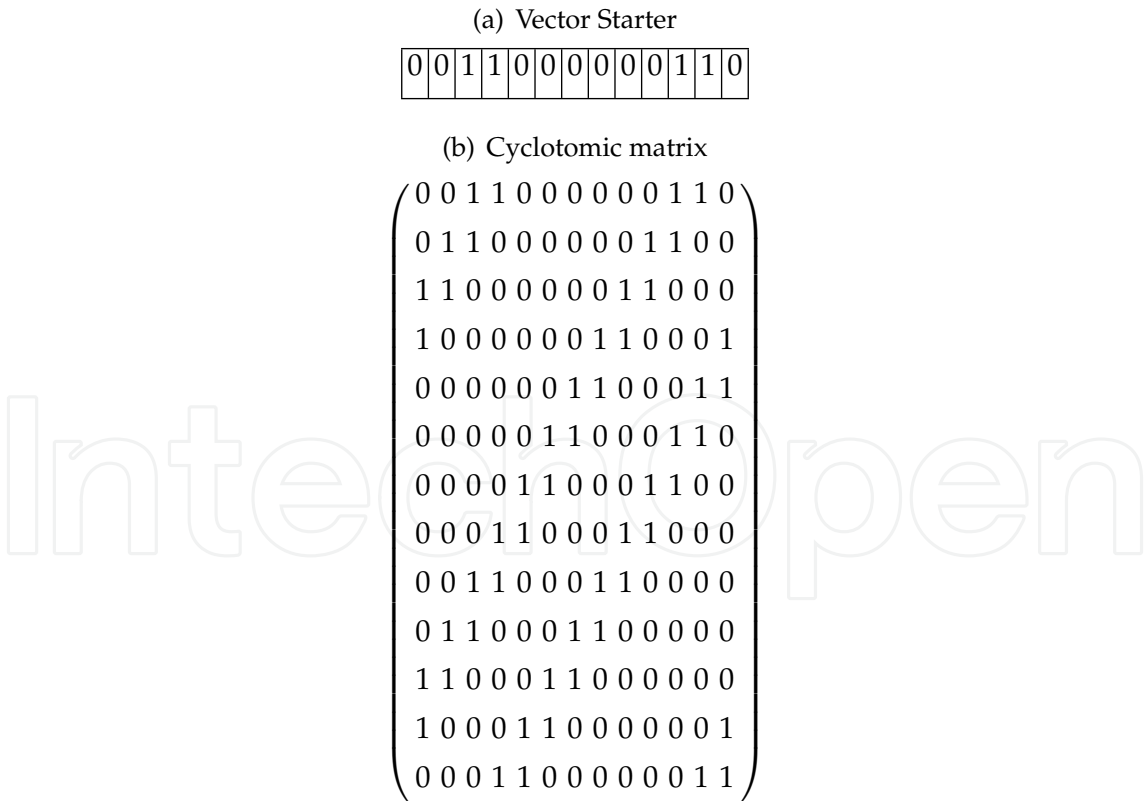 (a) Vector Starter
0 0 1 1 0 0 0 0 0 0 1 1 0
(b) Cyclotomic matrix
0 0 1 1 0 0 0 0 0 0 1 1 0
0 1 1 0 0 0 0 0 0 1 1 0 0
1 1 0 0 0 0 0 0 1 1 0 0 0
1 0 0 0 0 0 0 1 1 0 0 0 1
0 0 0 0 0 0 1 1 0 0 0 1 1
0 0 0 0 0 1 1 0 0 0 1 1 0
0 0 0 0 1 1 0 0 0 1 1 0 0
0 0 0 1 1 0 0 0 1 1 0 0 0
0 0 1 1 0 0 0 1 1 0 0 0 0
0 1 1 0 0 0 1 1 0 0 0 0 0
1 1 0 0 0 1 1 0 0 0 0 0 0
1 0 0 0 1 1 0 0 0 0 0 0 1
0 0 0 1 1 0 0 0 0 0 0 1 1
IntechOpen